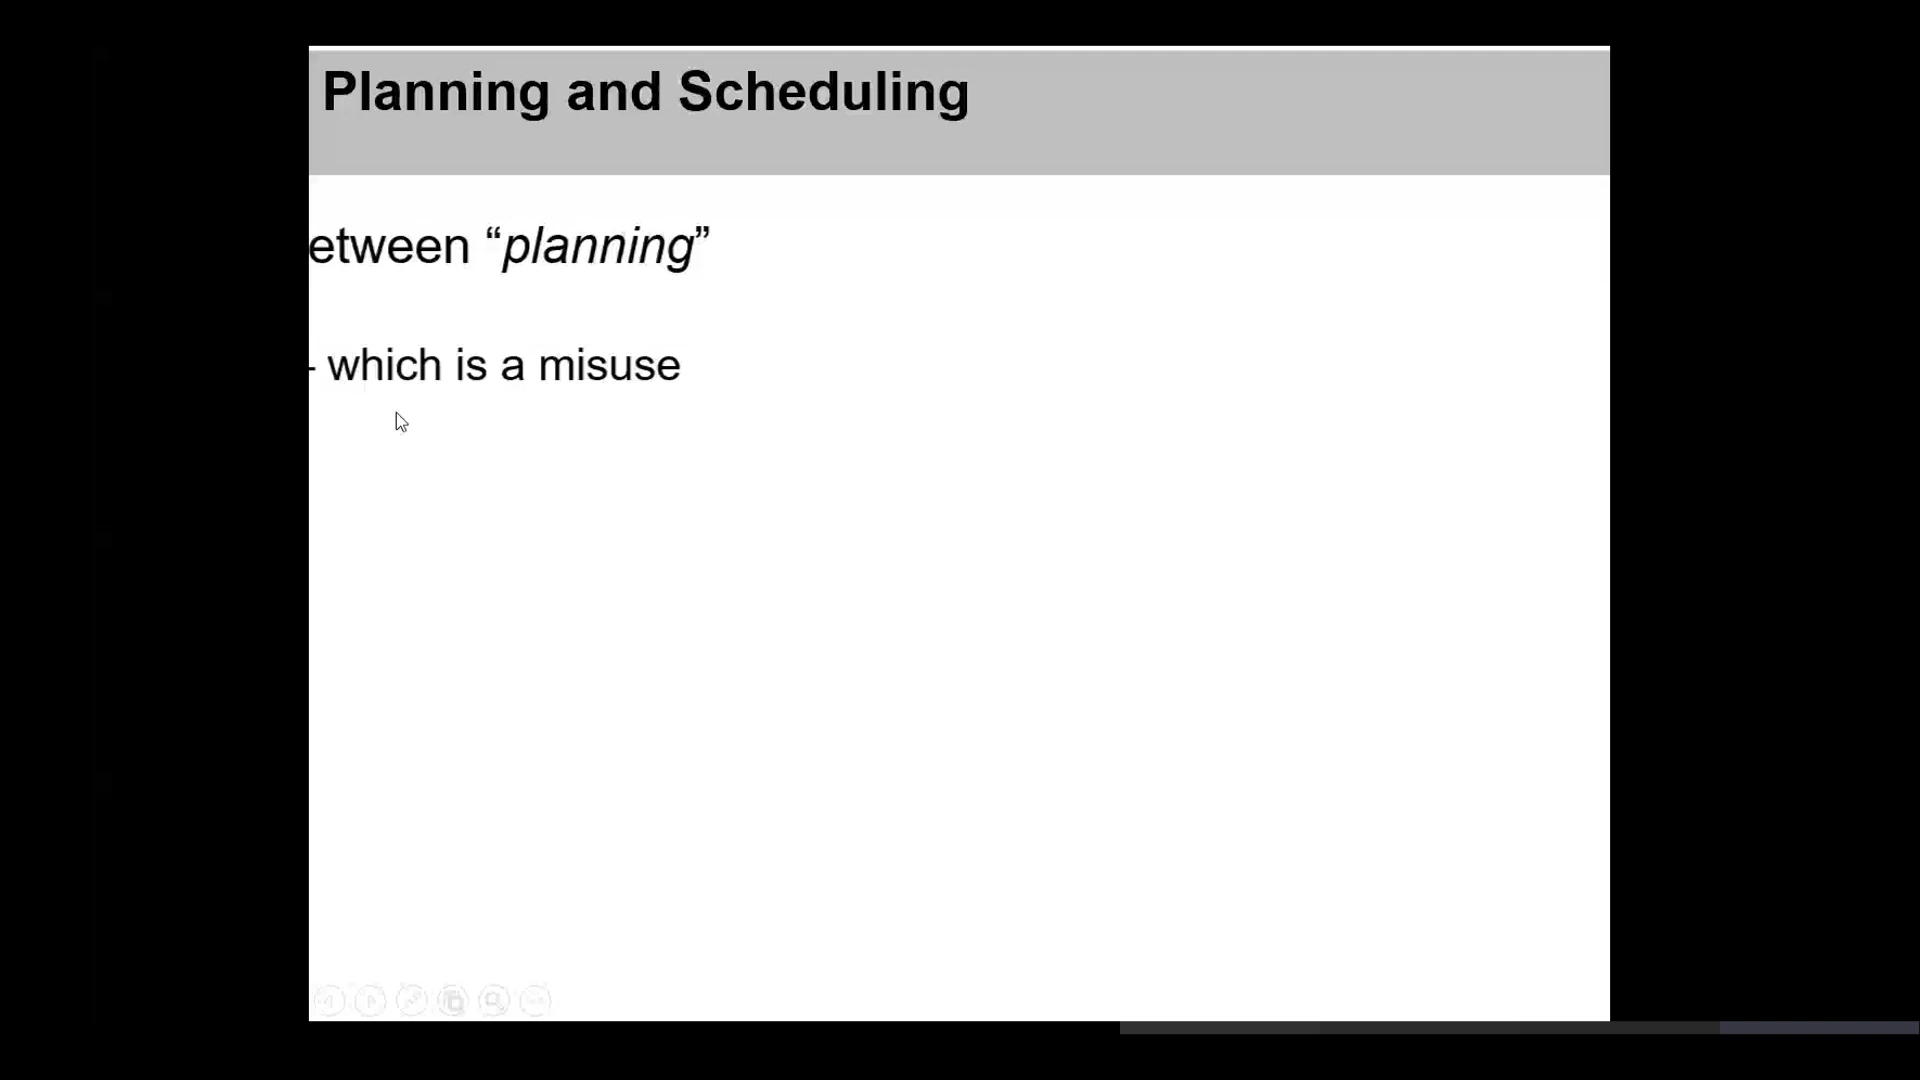 Planning and Scheduling
etween “planning”
- which is a misuse